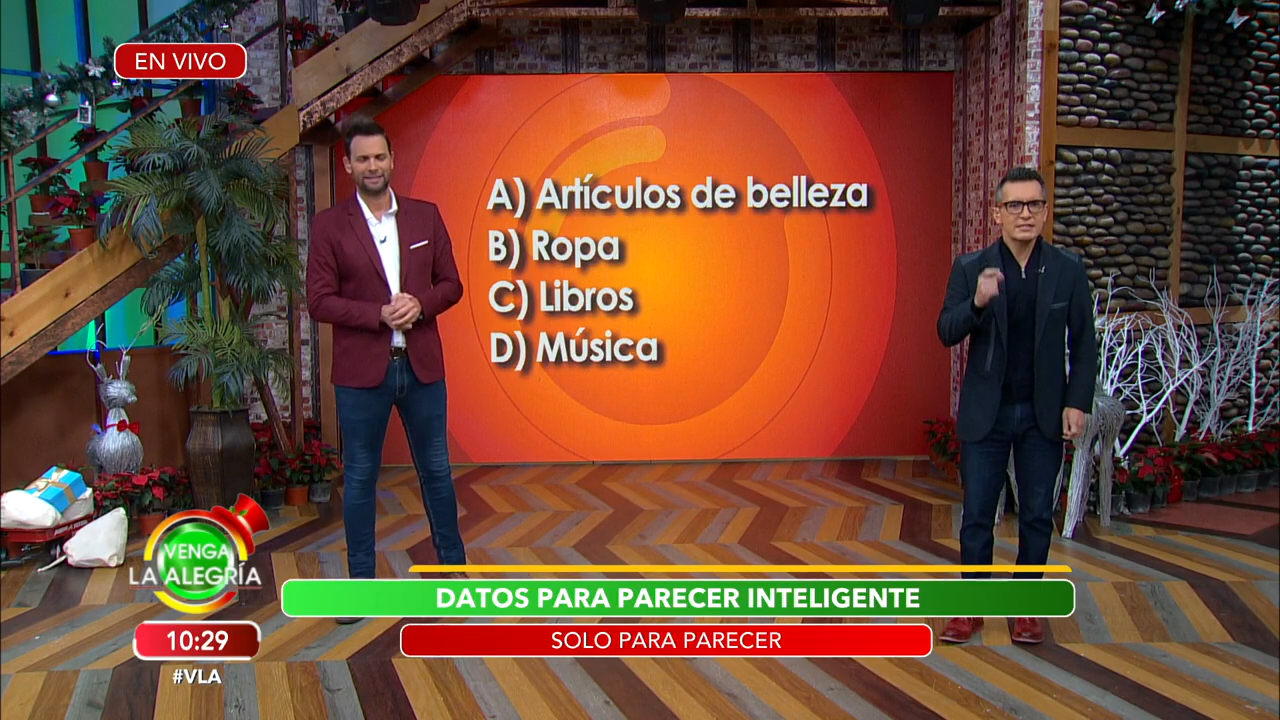 EN VIVO
A) Artículos de belleza
B) Ropa
C) Libros
D) Música
VENGA
LA ALEGRÍA
DATOS PARA PARECER INTELIGENTE
10:29
SOLO PARA PARECER
#VLA